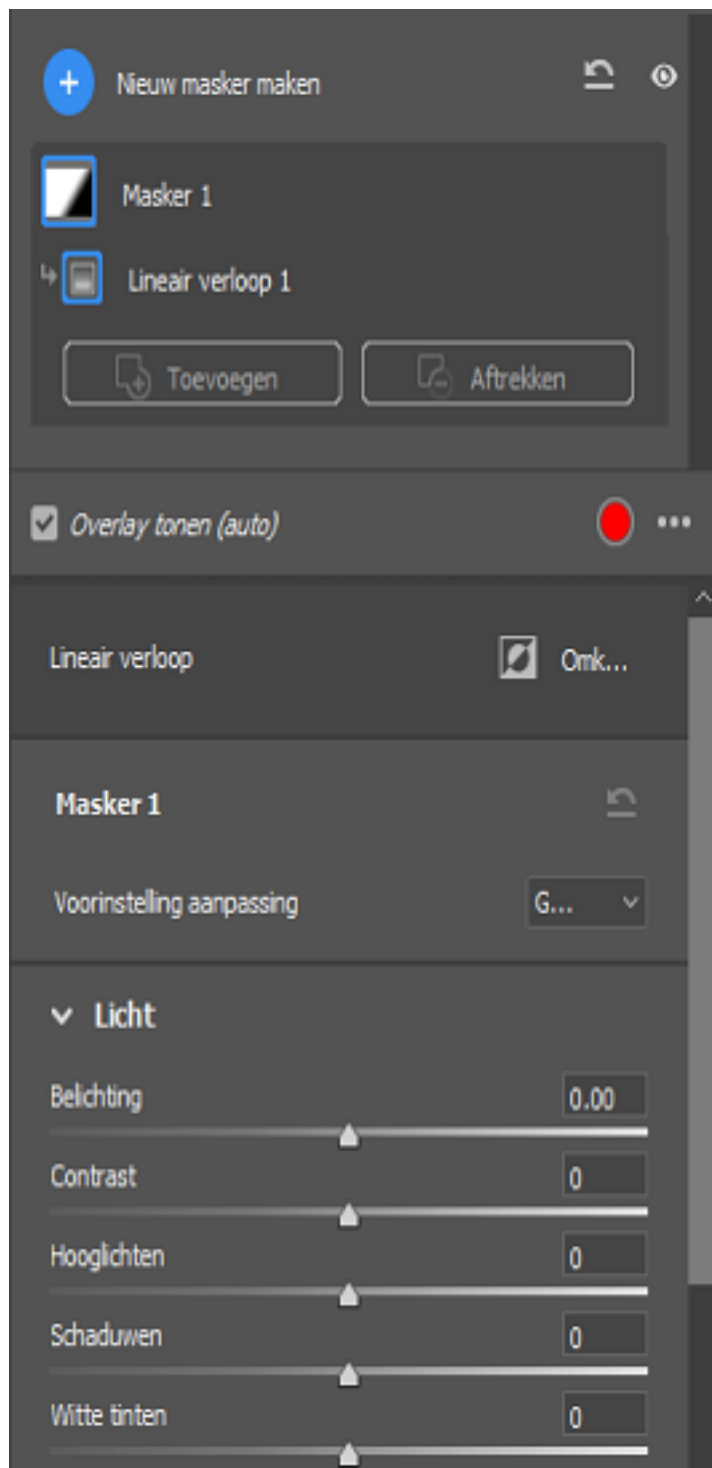 Nieuw masker maken
Masker 1
Lineair verloop 1
Toevoegen Aftrekken
Overlay tonen (auto)
Lineair verloop Omk...
Masker 1
Voorinstelling aanpassing G...
Licht
Belichting 0.00
Contrast 0
Hooglichten 0
Schaduwen 0
Witte tinten 0